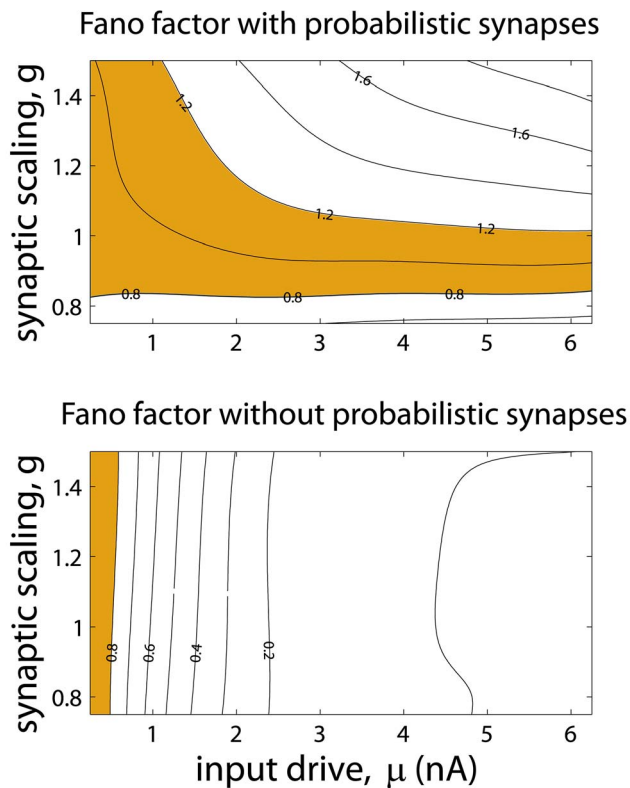 Fano factor with probabilistic synapses
synaptic scaling, g
1.4
1.2
1
0.8
1.2
1.6
1.6
1.2
1.2
0.8
0.8
0.8
1 2 3 4 5 6
Fano factor without probabilistic synapses
synaptic scaling, g
1.4
1.2
1
0.8
0.8
0.6
0.4
0.2
1 2 3 4 5 6
input drive, μ (nA)